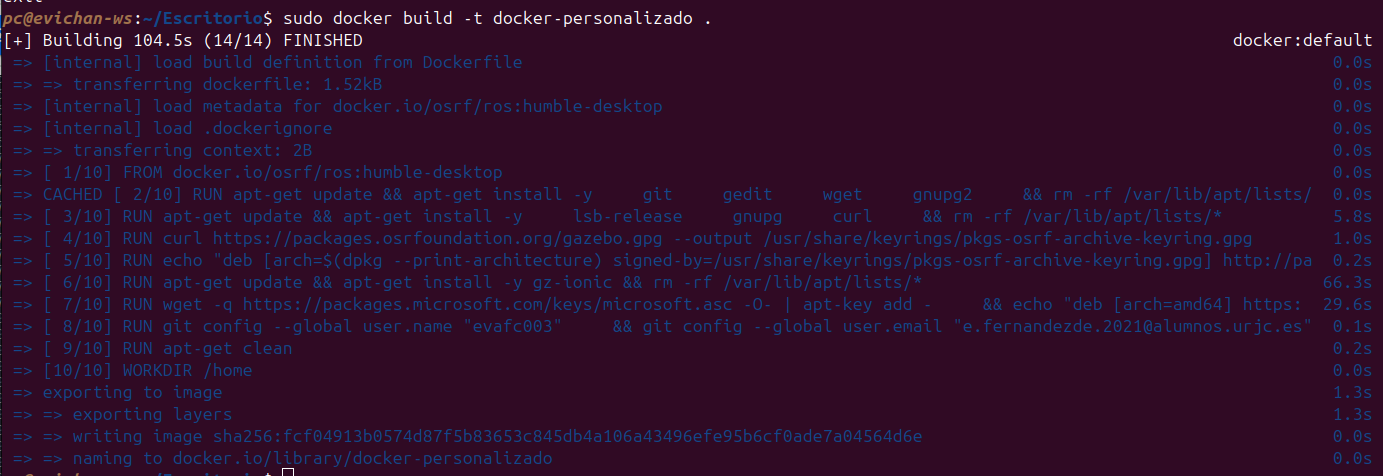 pc@evichan-ws:~/Escritorio$ sudo docker build -t docker-personalizado .
[+] Building 104.5s (14/14) FINISHED docker:default
=> [internal] load build definition from Dockerfile 0.0s
=> => transferring dockerfile: 1.52kB 0.0s
=> [internal] load metadata for docker.io/osrf/ros:humble-desktop 0.0s
=> [internal] load .dockerignore 0.0s
=> => transferring context: 2B 0.0s
=> [ 1/10] FROM docker.io/osrf/ros:humble-desktop 0.0s
=> CACHED [ 2/10] RUN apt-get update && apt-get install -y     git     gedit     wget     gnupg2     && rm -rf /var/lib/apt/lists/ 0.0s
=> [ 3/10] RUN apt-get update && apt-get install -y     lsb-release     gnupg     curl     && rm -rf /var/lib/apt/lists/* 5.8s
=> [ 4/10] RUN curl https://packages.osrfoundation.org/gazebo.gpg --output /usr/share/keyrings/pkgs-osrf-archive-keyring.gpg 1.0s
=> [ 5/10] RUN echo "deb [arch=$(dpkg --print-architecture) signed-by=/usr/share/keyrings/pkgs-osrf-archive-keyring.gpg] http://pa 0.2s
=> [ 6/10] RUN apt-get update && apt-get install -y gz-ionic && rm -rf /var/lib/apt/lists/* 66.3s
=> [ 7/10] RUN wget -q https://packages.microsoft.com/keys/microsoft.asc -O- | apt-key add -     && echo "deb [arch=amd64] https: 29.6s
=> [ 8/10] RUN git config --global user.name "evafc003"     && git config --global user.email "e.fernandezde.2021@alumnos.urjc.es" 0.1s
=> [ 9/10] RUN apt-get clean 0.2s
=> [10/10] WORKDIR /home 0.0s
=> exporting to image 1.3s
=> => exporting layers 1.3s
=> => writing image sha256:fcf04913b0574d87f5b83653c845db4a106a43496efe95b6cf0ade7a04564d6e 0.0s
=> => naming to docker.io/library/docker-personalizado 0.0s